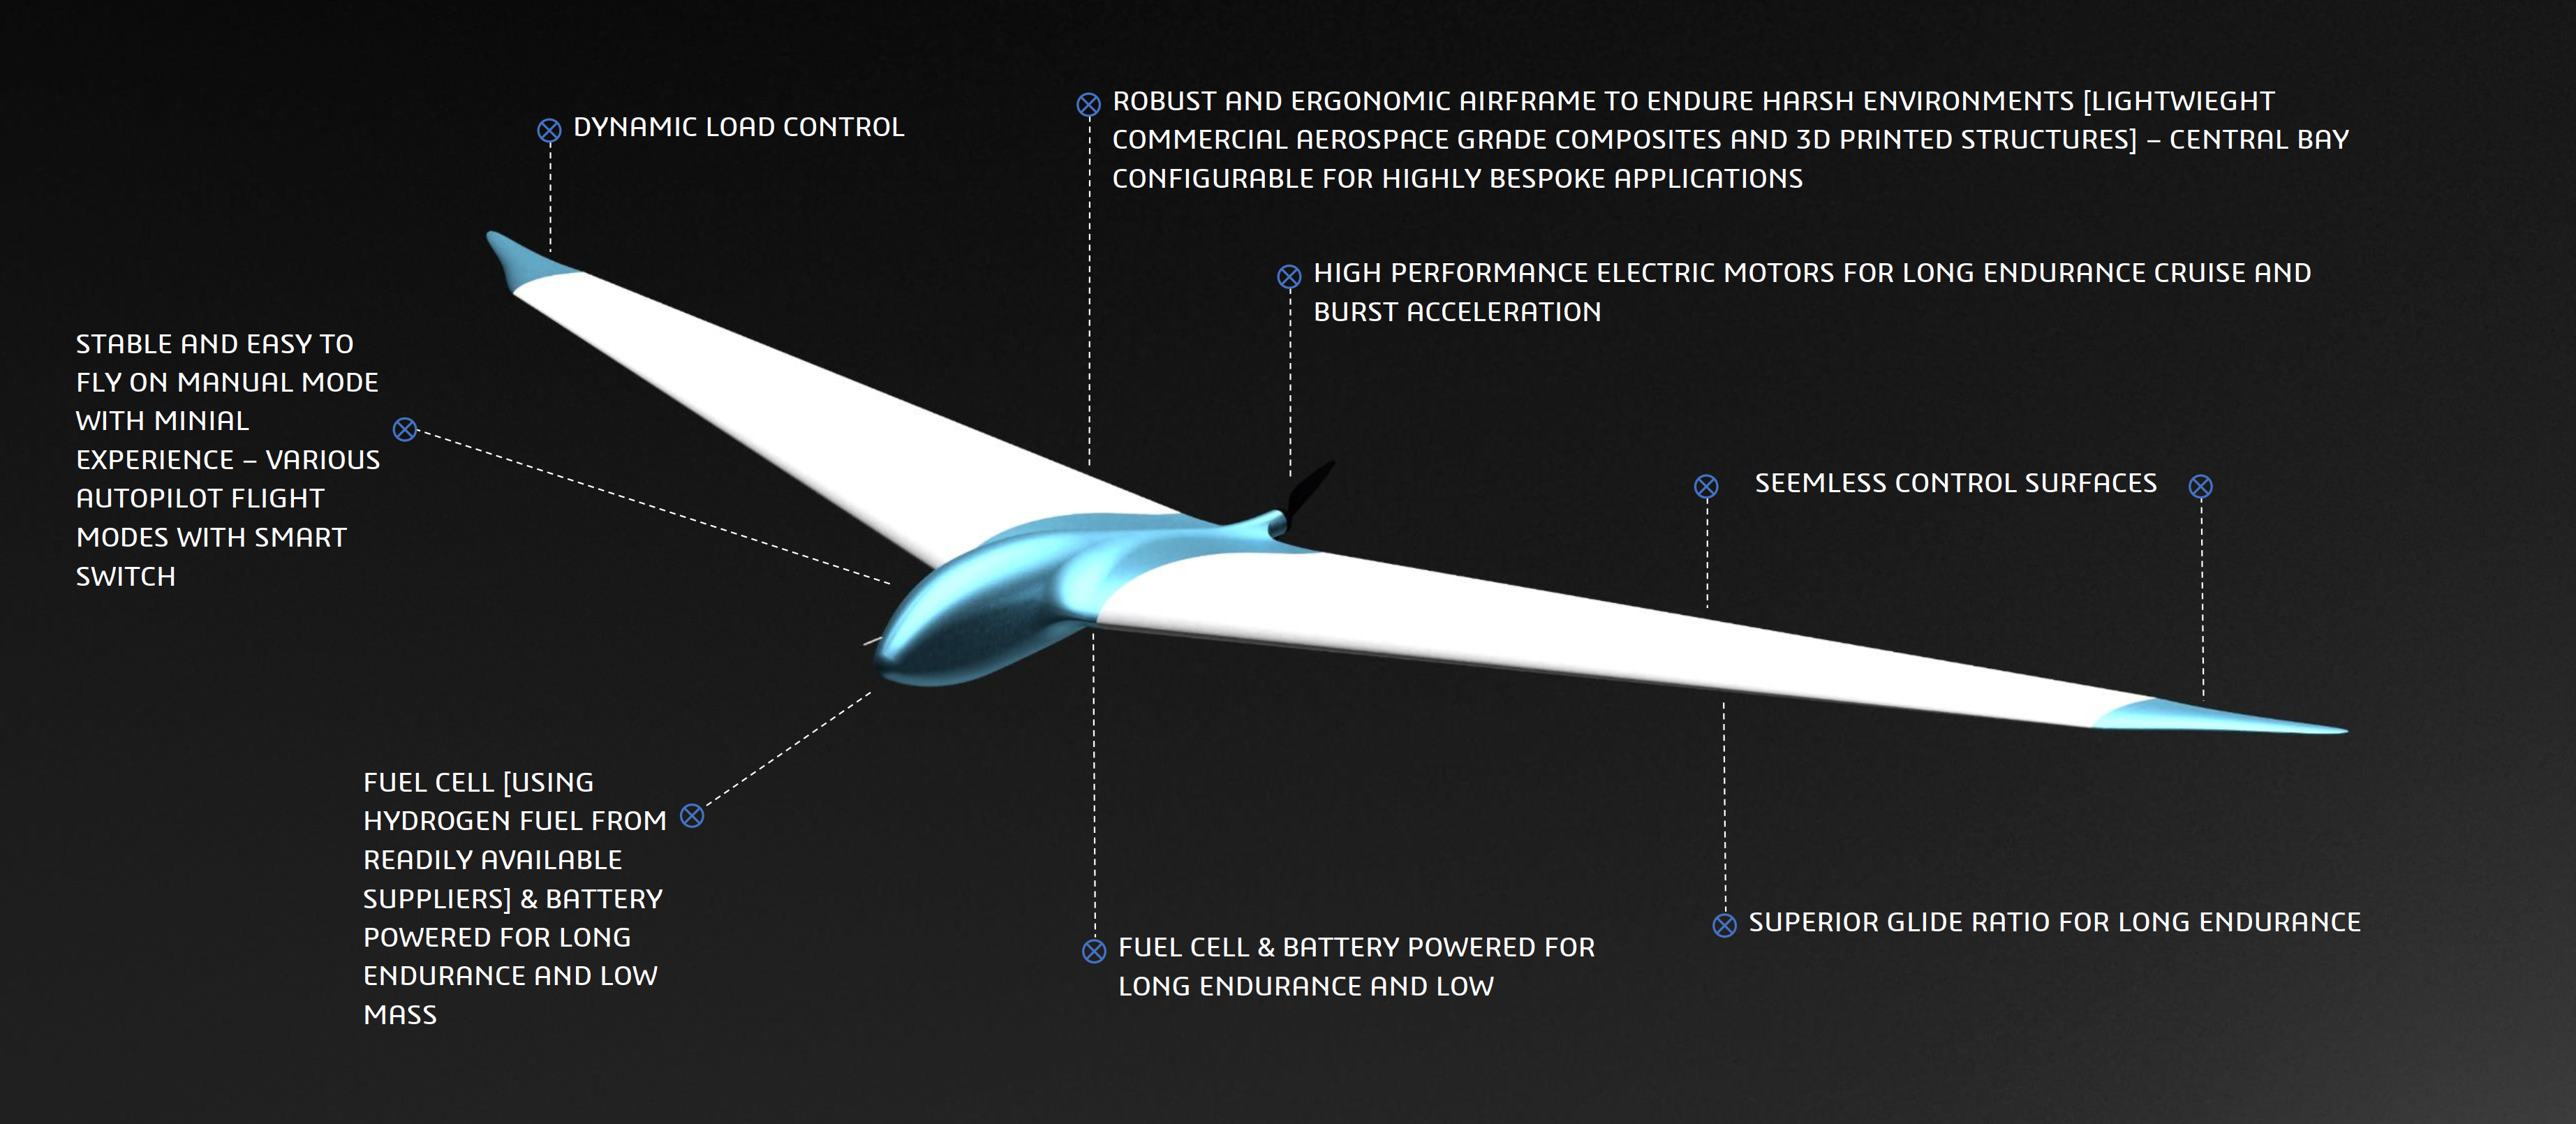 DYNAMIC LOAD CONTROL
ROBUST AND ERGONOMIC AIRFRAME TO ENDURE HARSH ENVIRONMENTS [LIGHTWIEGHT
COMMERCIAL AEROSPACE GRADE COMPOSITES AND 3D PRINTED STRUCTURES] – CENTRAL BAY
CONFIGURABLE FOR HIGHLY BESPOKE APPLICATIONS
HIGH PERFORMANCE ELECTRIC MOTORS FOR LONG ENDURANCE CRUISE AND
BURST ACCELERATION
STABLE AND EASY TO
FLY ON MANUAL MODE
WITH MINIAL
EXPERIENCE – VARIOUS
AUTOPILOT FLIGHT
MODES WITH SMART
SWITCH
SEEMLESS CONTROL SURFACES
FUEL CELL [USING
HYDROGEN FUEL FROM
READILY AVAILABLE
SUPPLIERS] & BATTERY
POWERED FOR LONG
ENDURANCE AND LOW
MASS
FUEL CELL & BATTERY POWERED FOR
LONG ENDURANCE AND LOW
SUPERIOR GLIDE RATIO FOR LONG ENDURANCE